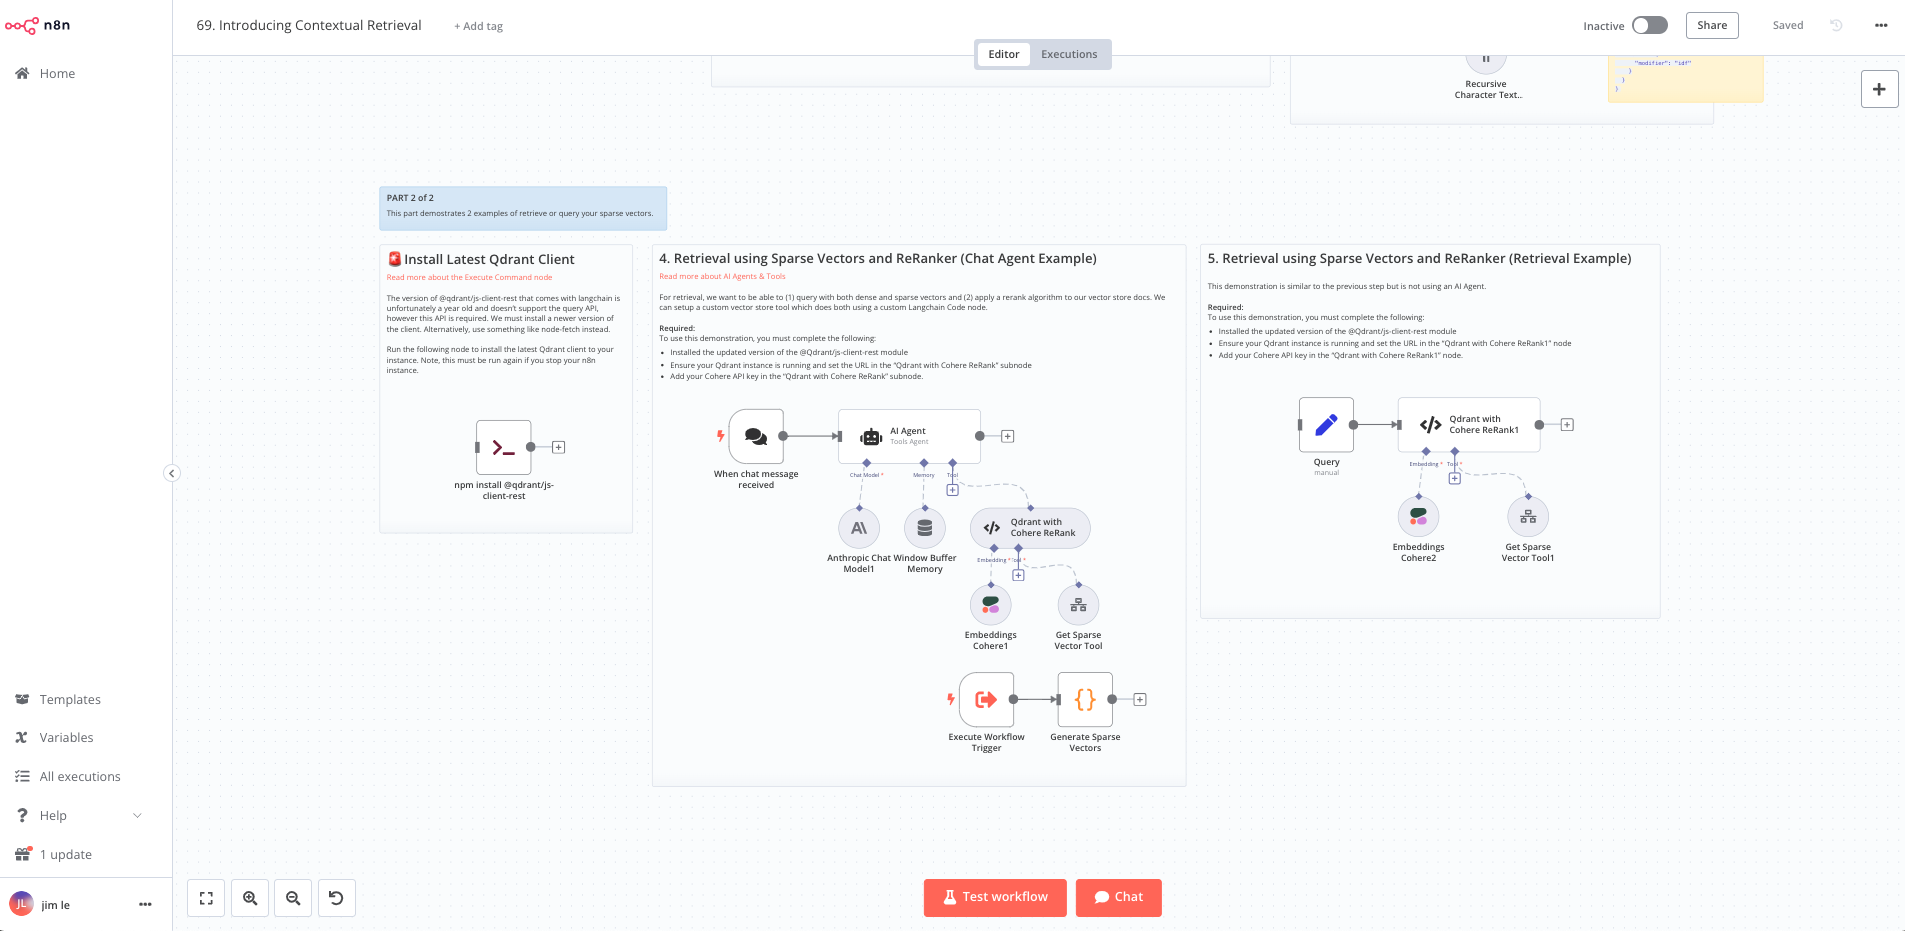 n8n
69. Introducing Contextual Retrieval
+ Add tag
Inactive
Share
Saved
Editor
Executions
Home
Recursive
Character Text..
"modifier": "idf"
}
}
}
PART 2 of 2
This part demostrates 2 examples of retrieve or query your sparse vectors.
🚨Install Latest Qdrant Client
Read more about the Execute Command node
The version of @qdrant/js-client-rest that comes with langchain is
unfortunately a year old and doesn't support the query API,
however this API is required. We must install a newer version of
the client. Alternatively, use something like node-fetch instead.
Run the following node to install the latest Qdrant client to your
instance. Note, this must be run again if you stop your n8n
instance.
npm install @qdrant/js-
client-rest
4. Retrieval using Sparse Vectors and ReRanker (Chat Agent Example)
Read more about AI Agents & Tools
For retrieval, we want to be able to (1) query with both dense and sparse vectors and (2) apply a rerank algorithm to our vector store docs. We
can setup a custom vector store tool which does both using a custom Langchain Code node.
Required:
To use this demonstration, you must complete the following:
• Installed the updated version of the @Qdrant/js-client-rest module
• Ensure your Qdrant instance is running and set the URL in the "Qdrant with Cohere ReRank" subnode
• Add your Cohere API key in the "Qdrant with Cohere ReRank" subnode.
When chat message
received
AI Agent
Tools Agent
Chat Model *
Memory
Tool
Anthropic Chat
Model1
Window Buffer
Memory
Qdrant with
Cohere ReRank
Embedding *
Tool *
Embeddings
Cohere1
Get Sparse
Vector Tool
Execute Workflow
Trigger
Generate Sparse
Vectors
5. Retrieval using Sparse Vectors and ReRanker (Retrieval Example)
This demonstration is similar to the previous step but is not using an AI Agent.
Required:
To use this demonstration, you must complete the following:
• Installed the updated version of the @Qdrant/js-client-rest module
• Ensure your Qdrant instance is running and set the URL in the "Qdrant with Cohere ReRank1" node
• Add your Cohere API key in the "Qdrant with Cohere ReRank1" node.
Query
manual
Qdrant with
Cohere ReRank1
Embedding *
Tool *
Embeddings
Cohere2
Get Sparse
Vector Tool1
Templates
Variables
All executions
Help
1 update
JL
jim le
Test workflow
Chat